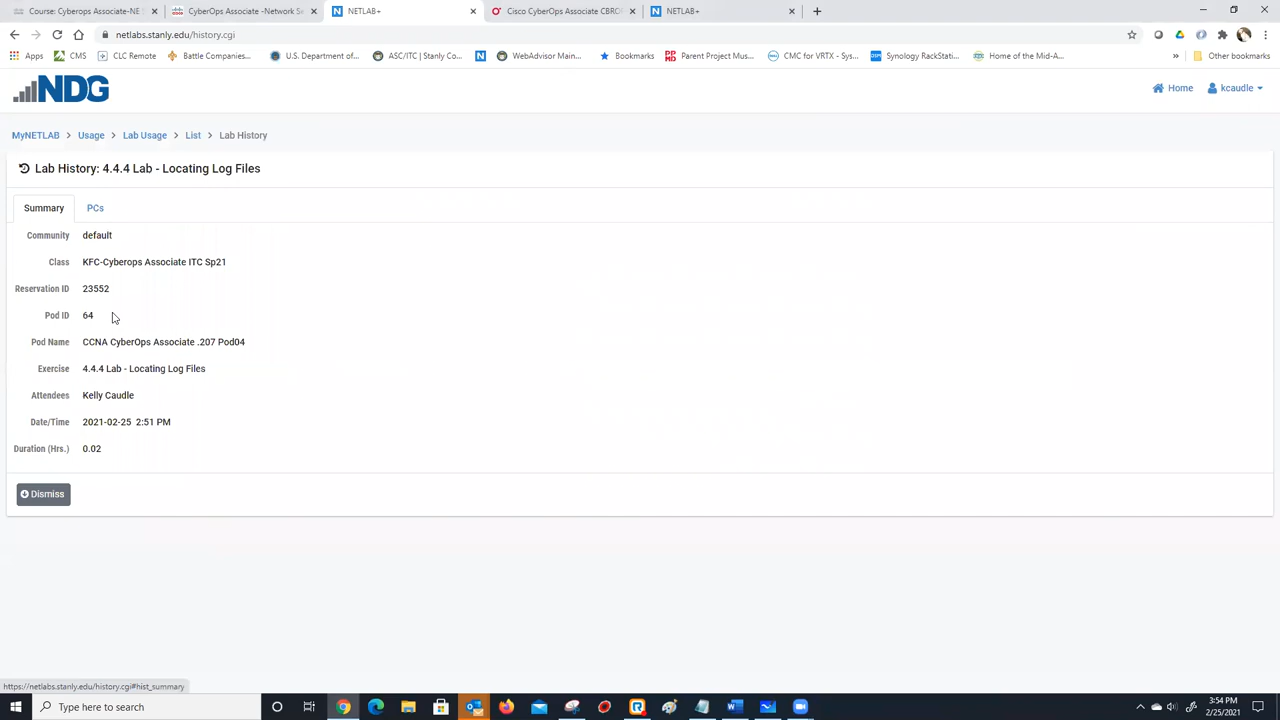 Course: Cyberops Associate-NE S
CyberOps Associate -Network Se
NETLAB+
Cisco CyberOps Associate CBRO
NETLAB+
netlabs.stanly.edu/history.cgi
Apps
CMS
CLC Remote
Battle Companies...
U.S. Department of...
ASC/ITC | Stanly Co...
WebAdvisor Main...
Bookmarks
Parent Project Mus...
CMC for VRTX - Sys...
Synology RackStati...
Home of the Mid-A...
»
Other bookmarks
NDG
Home
kcaudle
MyNETLAB > Usage > Lab Usage > List > Lab History
Lab History: 4.4.4 Lab - Locating Log Files
Summary PCs
Community default
Class KFC-Cyberops Associate ITC Sp21
Reservation ID 23552
Pod ID 64
Pod Name CCNA CyberOps Associate .207 Pod04
Exercise 4.4.4 Lab - Locating Log Files
Attendees Kelly Caudle
Date/Time 2021-02-25 2:51 PM
Duration (Hrs.) 0.02
Dismiss
https://netlabs.stanly.edu/history.cgi#hist_summary
Type here to search
3:54 PM
2/25/2021